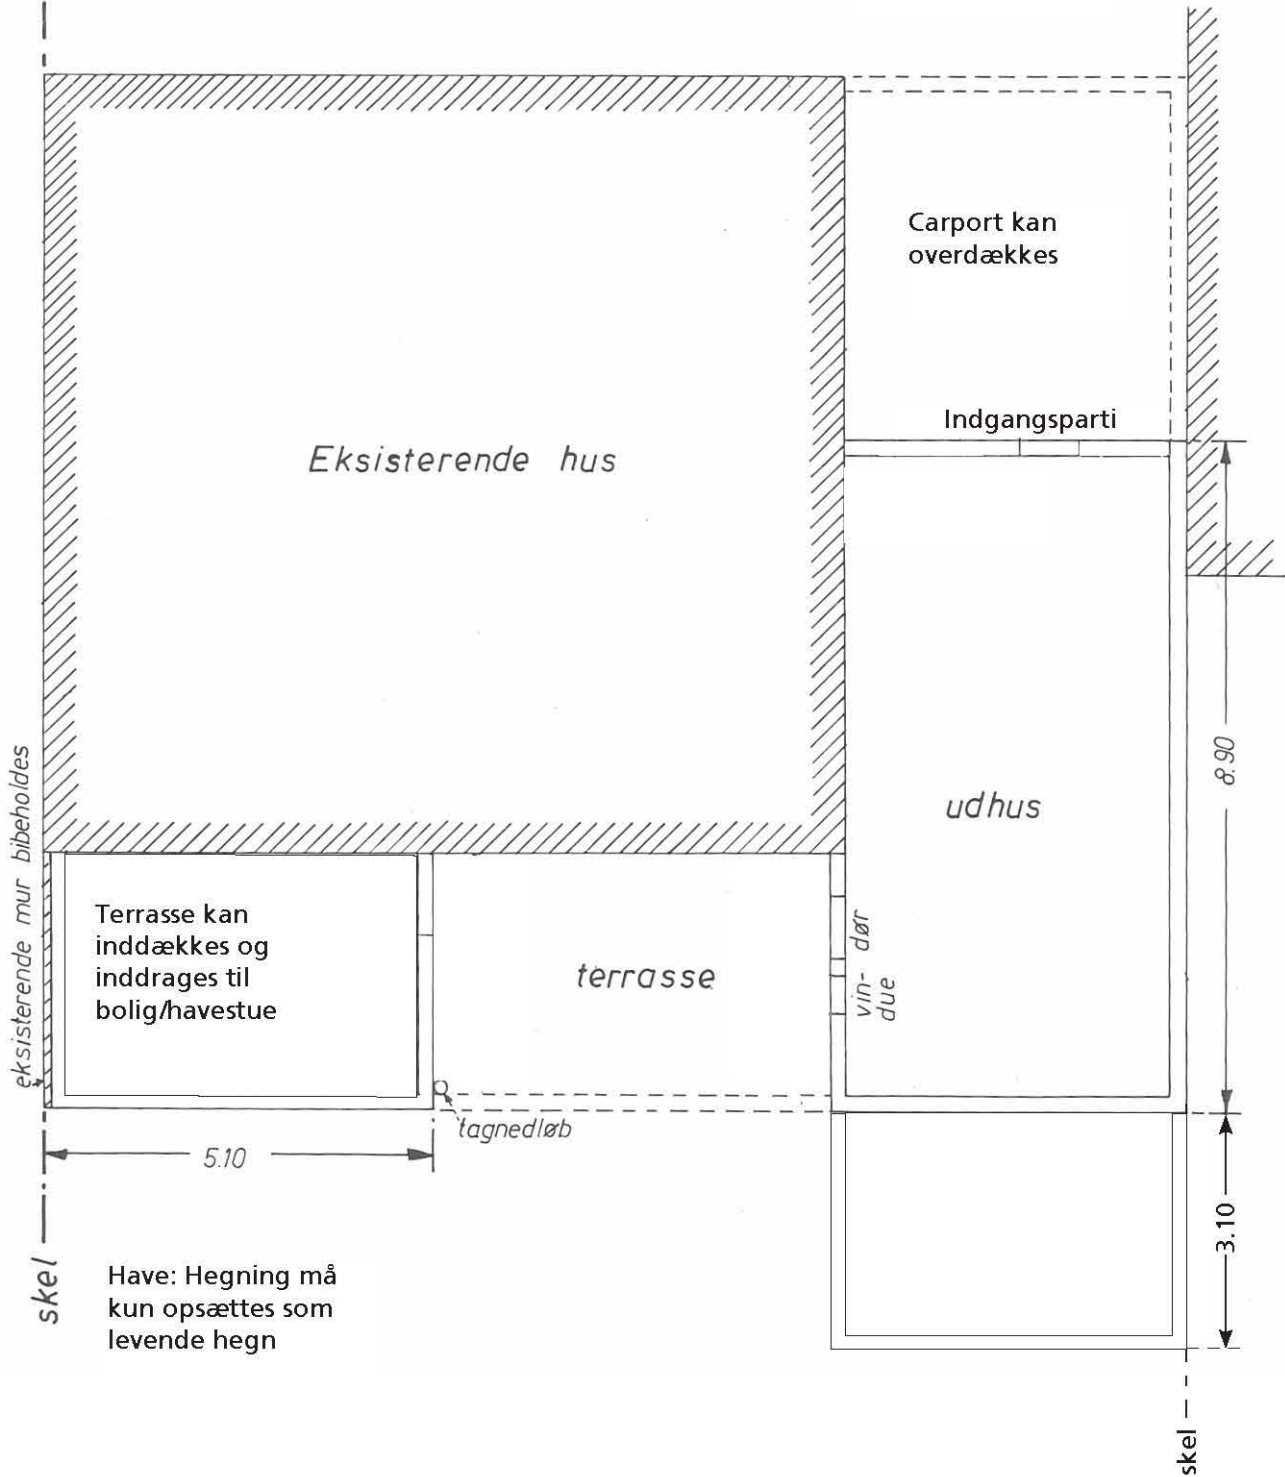 Carport kan
overdækkes
Indgangsparti
Eksisterende hus
8.90
udhus
eksisterende mur bibeholdes
Terrasse kan
inddækkes og
inddrages til
bolig/havestue
terrasse
dør
vin-
due
tagnedløb
5.10
3.10
skel
Have: Hegning må
kun opsættes som
levende hegn
skel